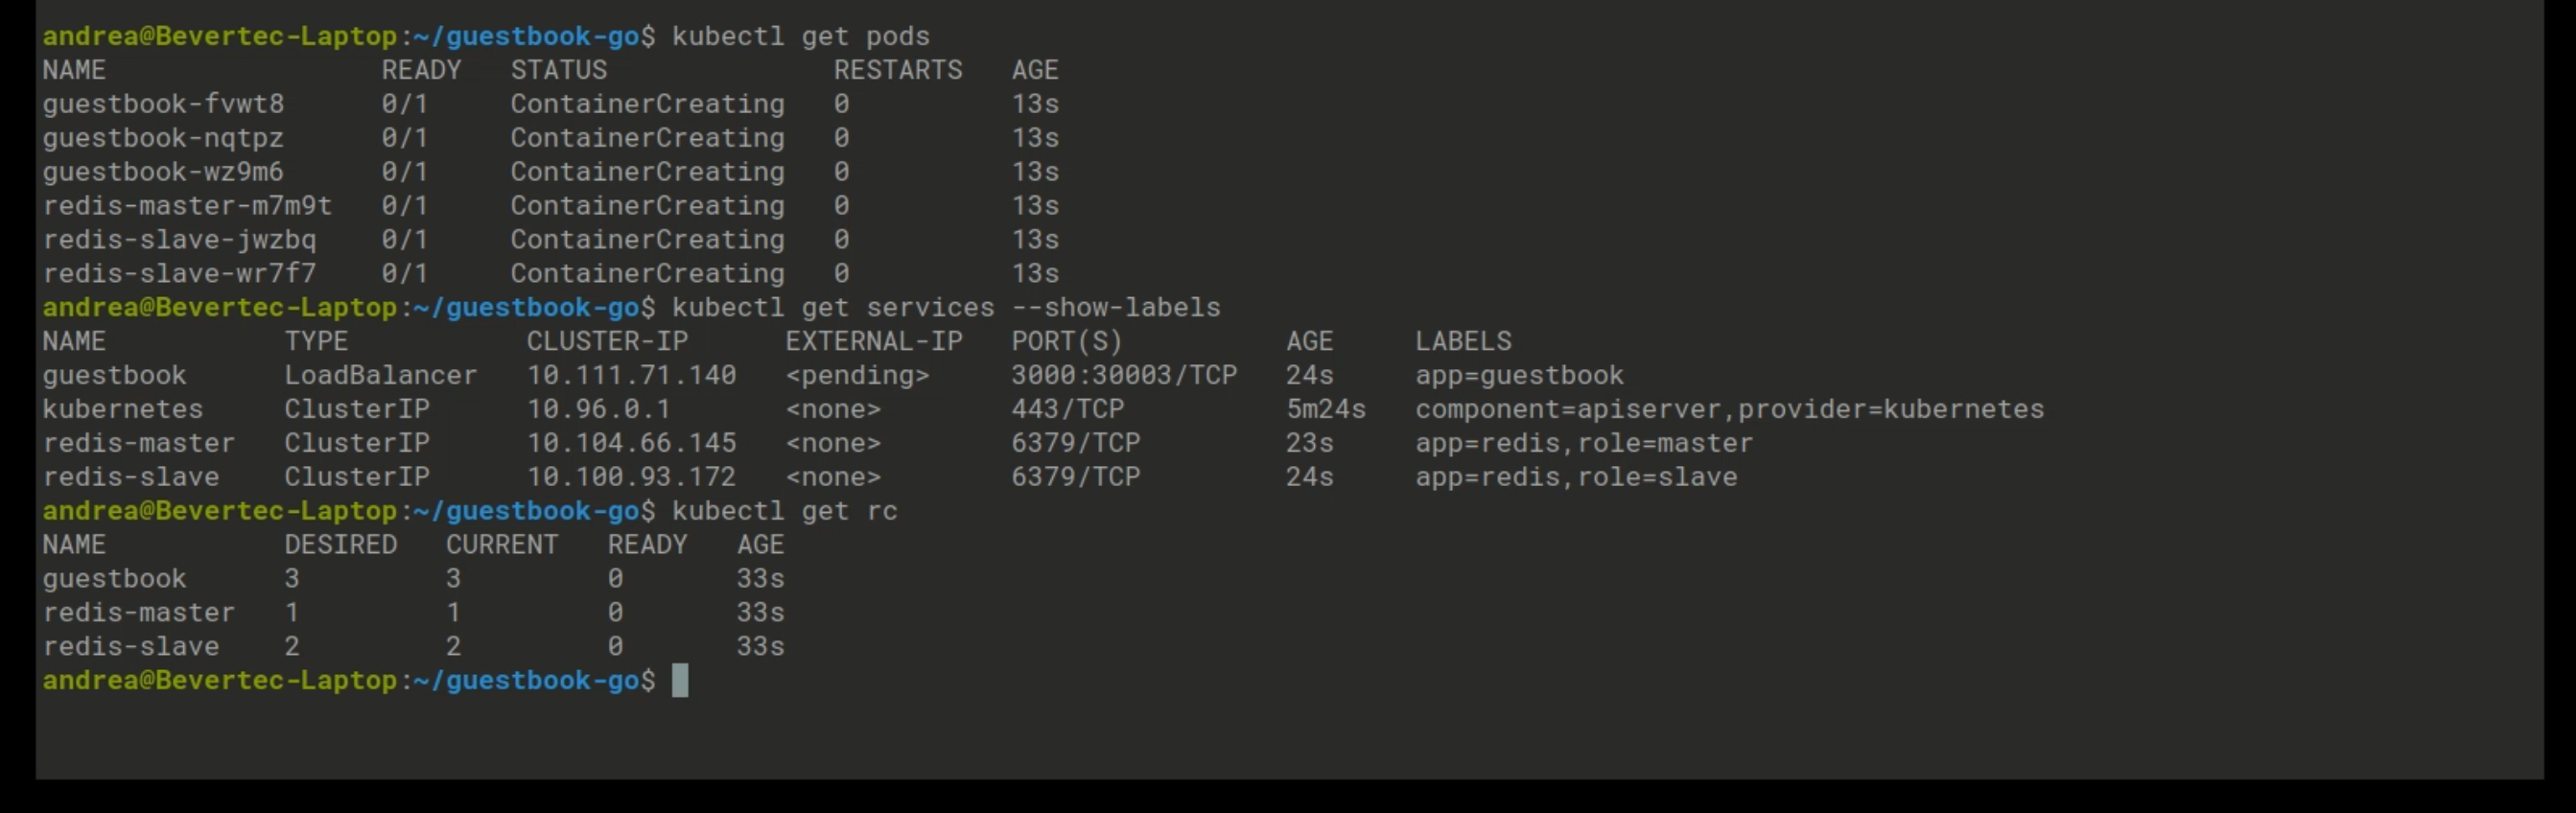 andrea@Bevertec-Laptop:~/guestbook-go$ kubectl get pods
NAME                 READY   STATUS              RESTARTS   AGE
guestbook-fvwt8      0/1     ContainerCreating   0          13s
guestbook-nqtpz      0/1     ContainerCreating   0          13s
guestbook-wz9m6      0/1     ContainerCreating   0          13s
redis-master-m7m9t   0/1     ContainerCreating   0          13s
redis-slave-jwzbq    0/1     ContainerCreating   0          13s
redis-slave-wr7f7    0/1     ContainerCreating   0          13s
andrea@Bevertec-Laptop:~/guestbook-go$ kubectl get services --show-labels
NAME           TYPE           CLUSTER-IP      EXTERNAL-IP   PORT(S)          AGE     LABELS
guestbook      LoadBalancer   10.111.71.140   <pending>     3000:30003/TCP   24s     app=guestbook
kubernetes     ClusterIP      10.96.0.1       <none>        443/TCP          5m24s   component=apiserver,provider=kubernetes
redis-master   ClusterIP      10.104.66.145   <none>        6379/TCP         23s     app=redis,role=master
redis-slave    ClusterIP      10.100.93.172   <none>        6379/TCP         24s     app=redis,role=slave
andrea@Bevertec-Laptop:~/guestbook-go$ kubectl get rc
NAME           DESIRED   CURRENT   READY   AGE
guestbook      3         3         0       33s
redis-master   1         1         0       33s
redis-slave    2         2         0       33s
andrea@Bevertec-Laptop:~/guestbook-go$